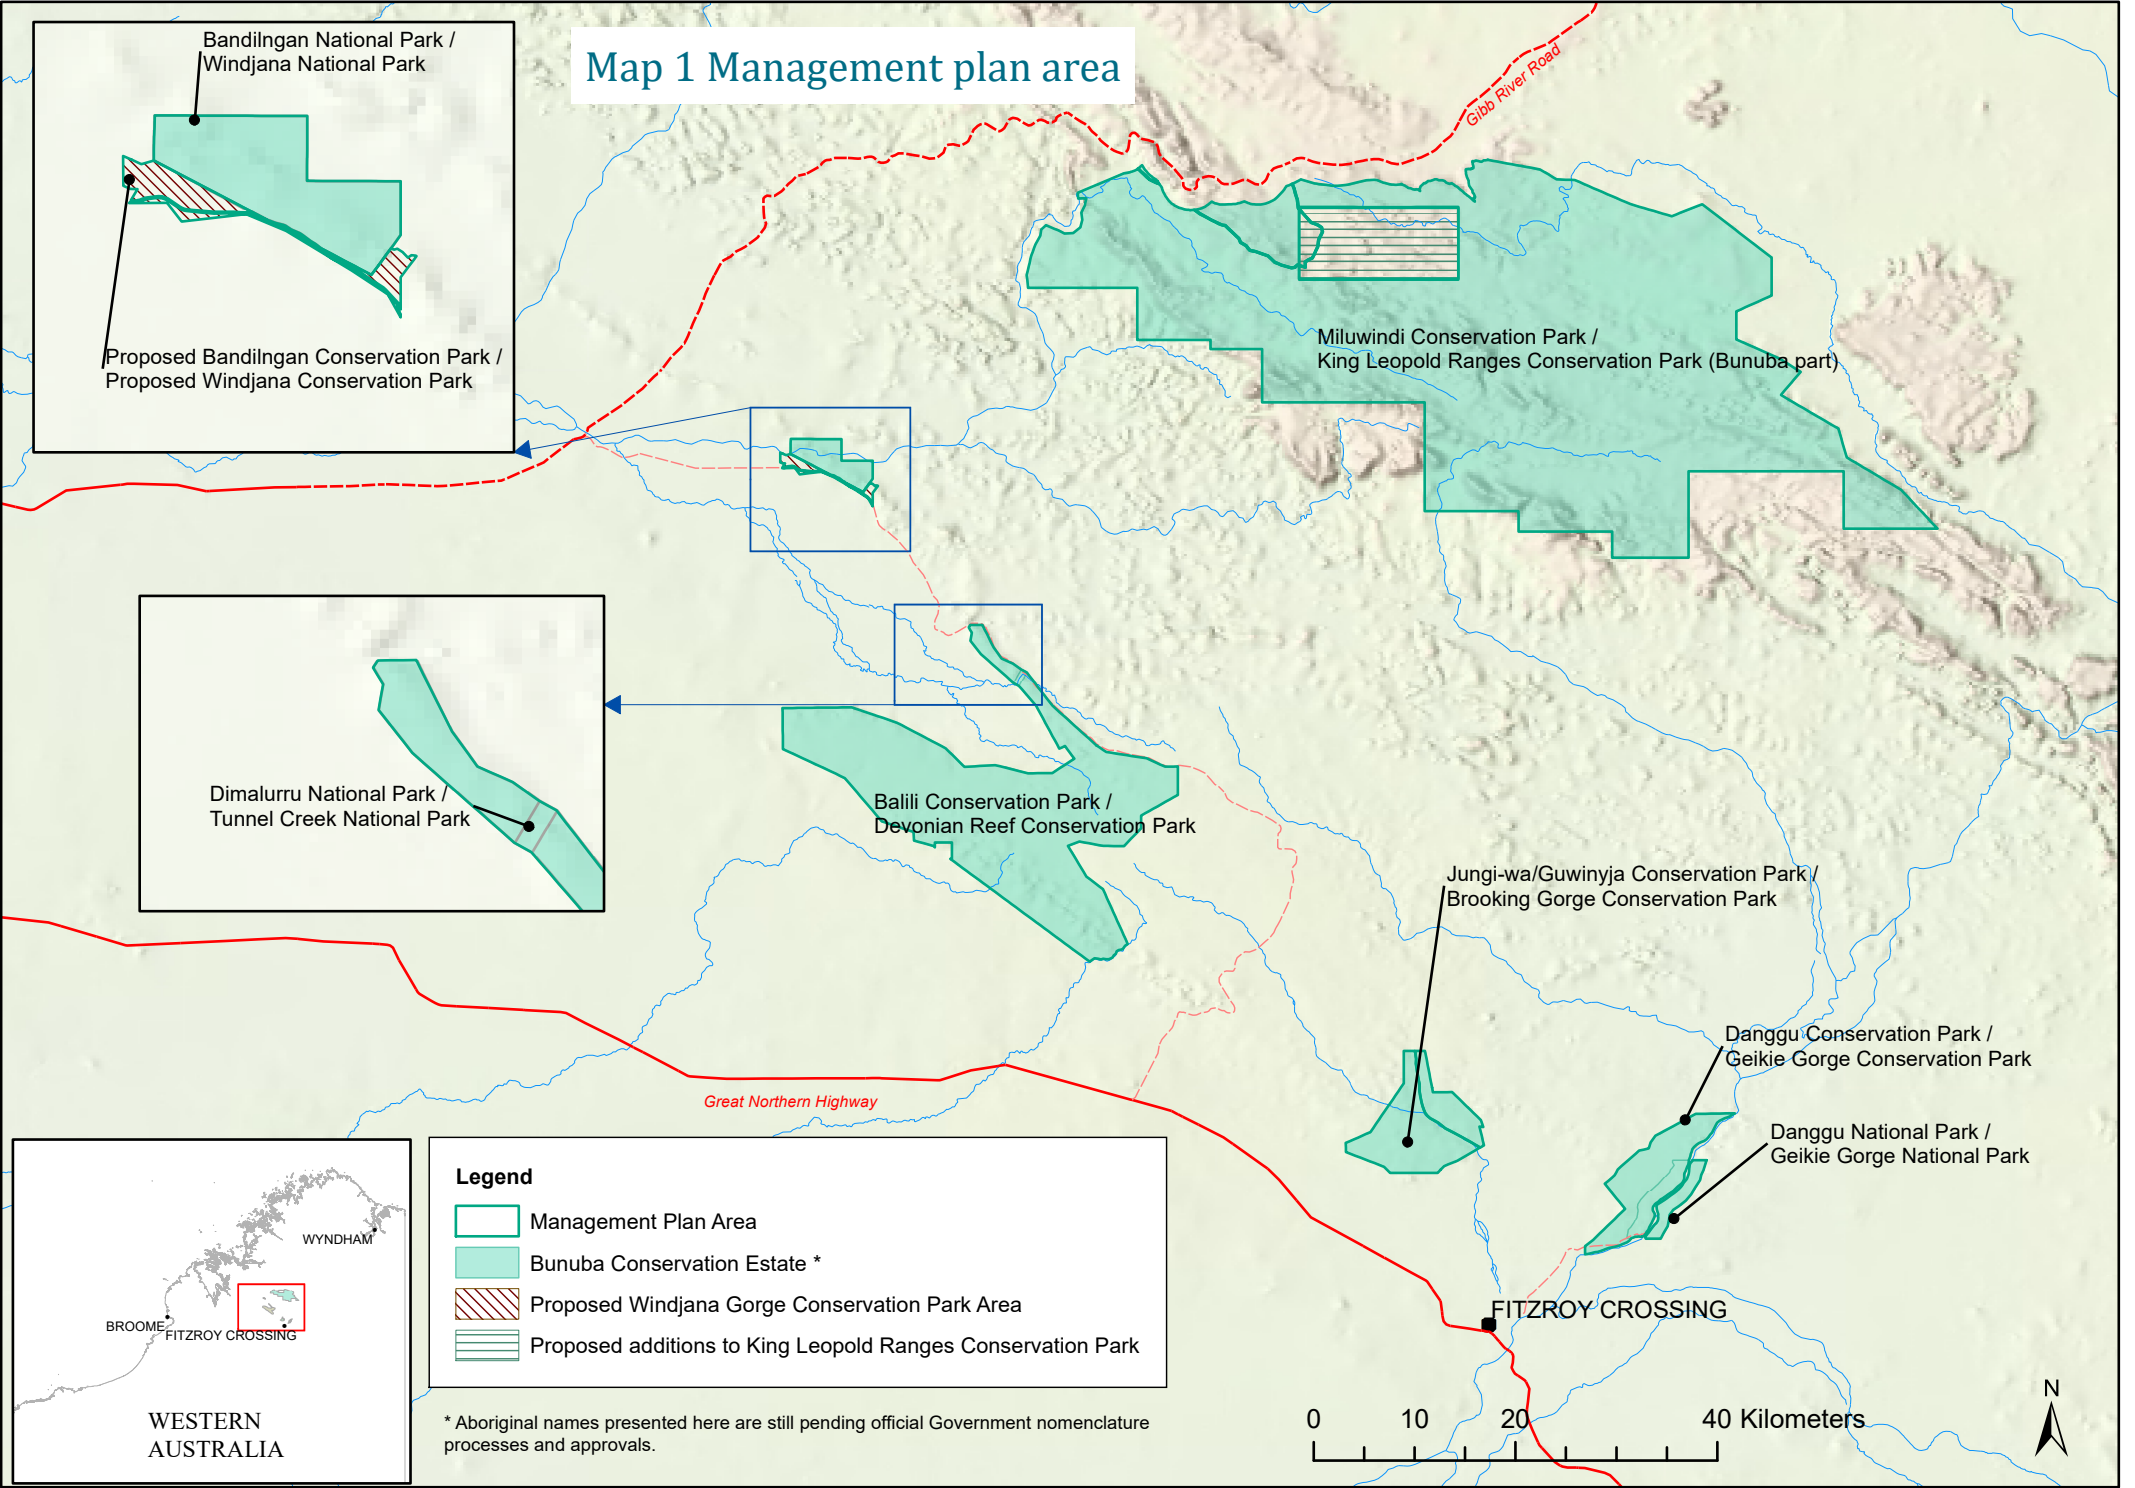 Map 1 Management plan area
Bandilngan National Park /
Windjana National Park
Proposed Bandilngan Conservation Park /
Proposed Windjana Conservation Park
Gibb River Road
Miluwindi Conservation Park /
King Leopold Ranges Conservation Park (Bunuba part)
Dimalurru National Park /
Tunnel Creek National Park
Balili Conservation Park /
Devonian Reef Conservation Park
Jungi-wa/Guwinyja Conservation Park /
Brooking Gorge Conservation Park
Danggu Conservation Park /
Geikie Gorge Conservation Park
Danggu National Park /
Geikie Gorge National Park
Great Northern Highway
FITZROY CROSSING
WYNDHAM
BROOME
FITZROY CROSSING
WESTERN
AUSTRALIA
Legend
Management Plan Area
Bunuba Conservation Estate *
Proposed Windjana Gorge Conservation Park Area
Proposed additions to King Leopold Ranges Conservation Park
* Aboriginal names presented here are still pending official Government nomenclature
processes and approvals.
0 10 20 40 Kilometers
N